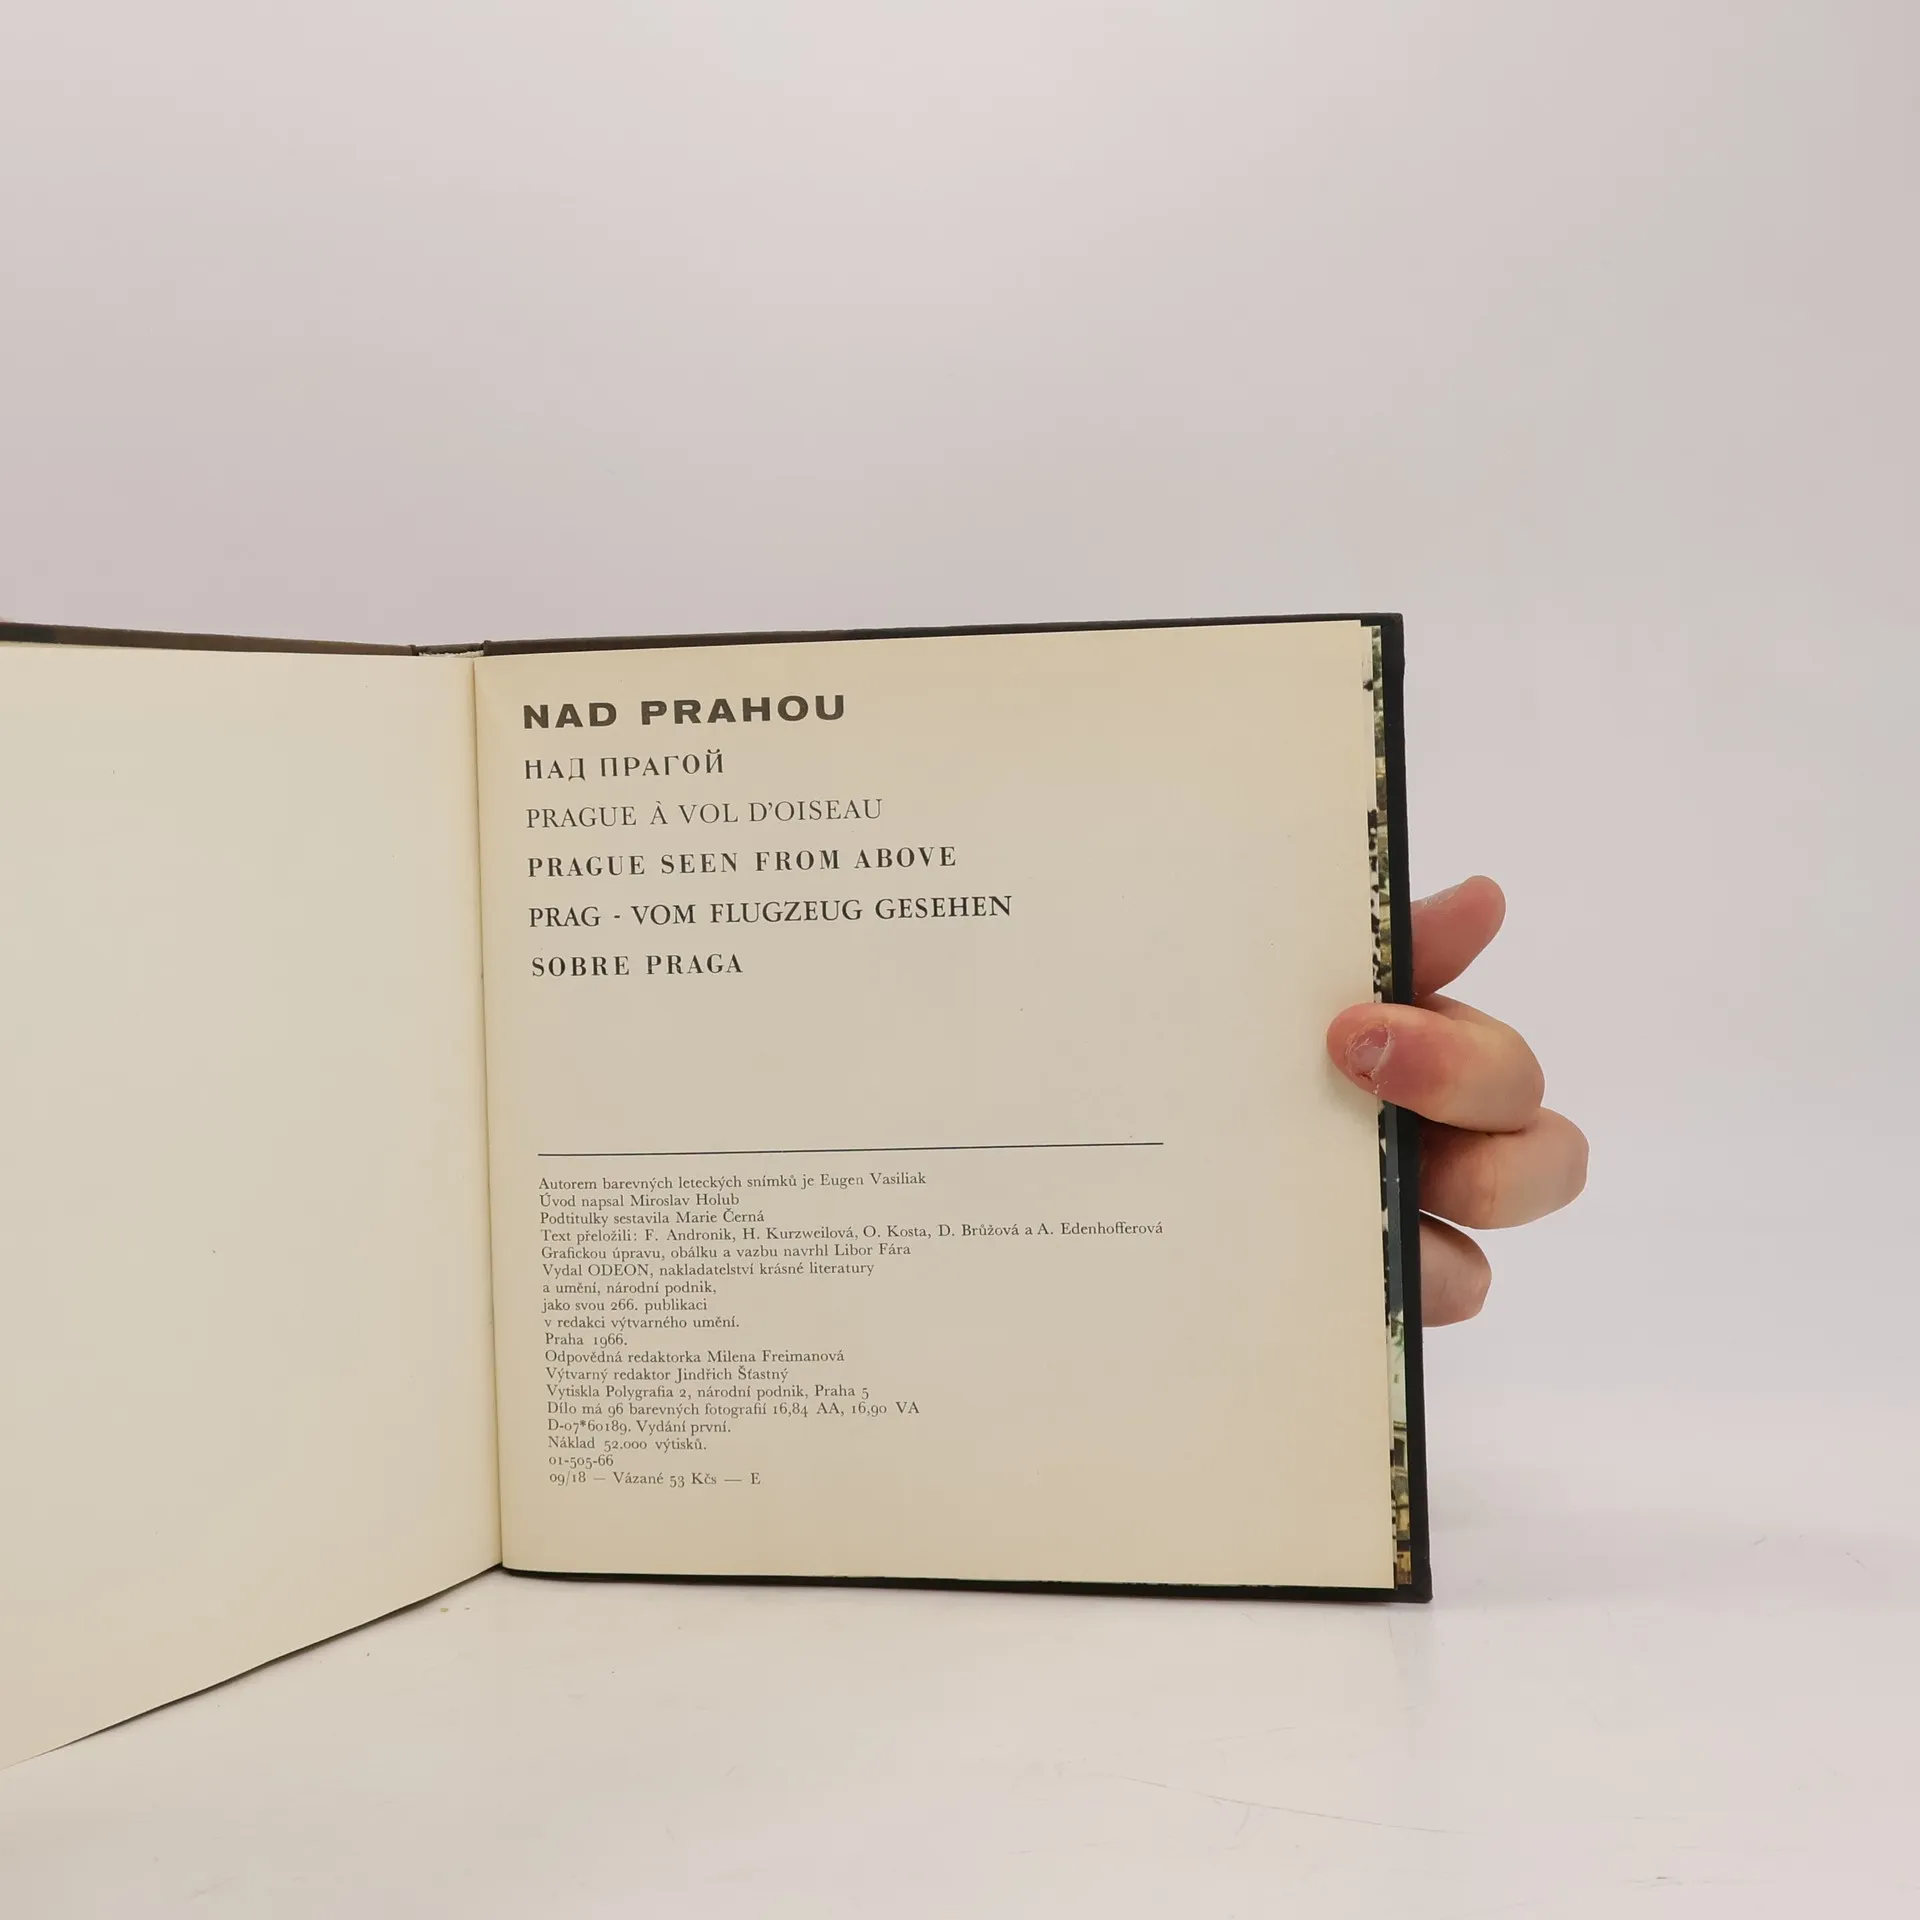 NAD PRAHOU
НАД ПРАГОЙ
PRAGUE À VOL D'OISEAU
PRAGUE SEEN FROM ABOVE
PRAG - VOM FLUGZEUG GESEHEN
SOBRE PRAGA
Autorem barevných leteckých snímků je Eugen Vasiliak
Úvod napsal Miroslav Holub
Podtitulky sestavila Marie Černá
Text přeložili: F. Andronik, H. Kurzweilová, O. Kosta, D. Brůžová a A. Edenhofferová
Grafickou úpravu, obálku a vazbu navrhl Libor Fára
Vydal ODEON, nakladatelství krásné literatury
a umění, národní podnik,
jako svou 266. publikaci
v redakci výtvarného umění.
Praha 1966.
Odpovědná redaktorka Milena Freimanová
Výtvarný redaktor Jindřich Šťastný
Vytiskla Polygrafia 2, národní podnik, Praha 5
Dílo má 96 barevných fotografií 16,84 AA, 16,90 VA
D-07*60189. Vydání první.
Náklad 52.000 výtisků.
01-505-66
09/18 — Vázané 53 Kčs — E